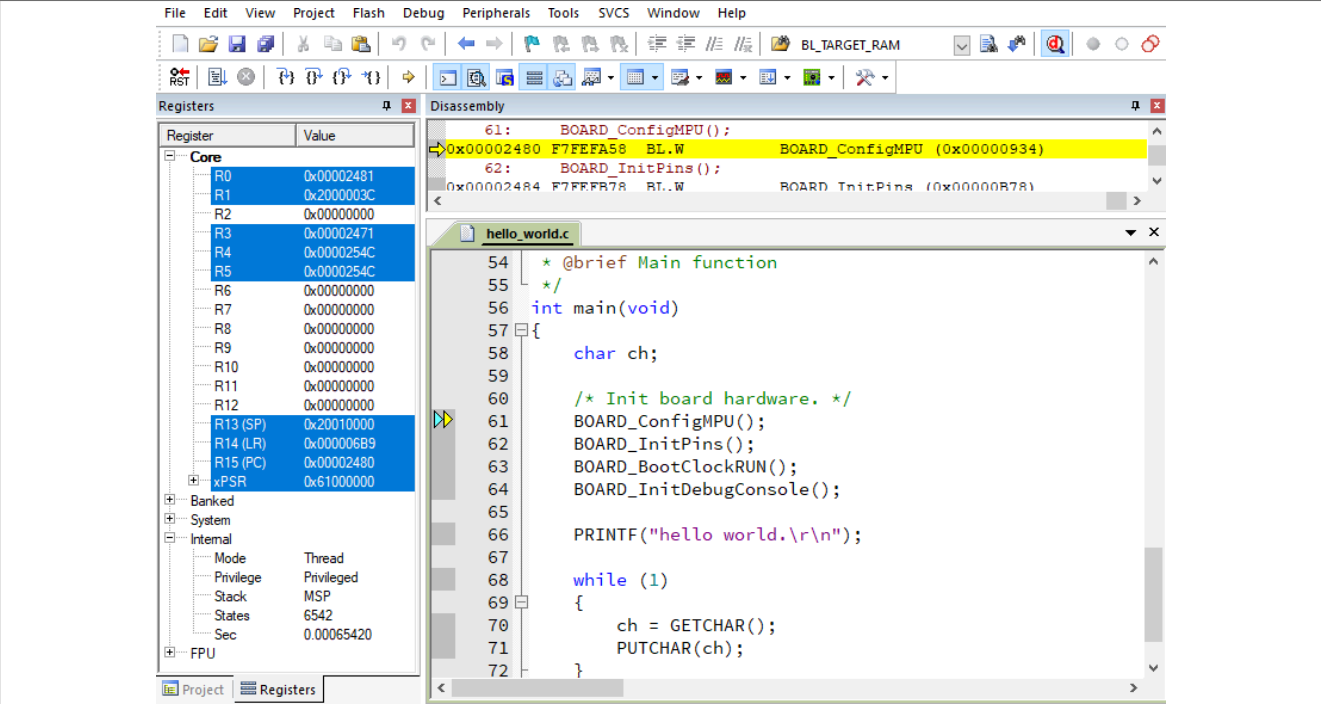 File Edit View Project Flash Debug Peripherals Tools SVCS Window Help
BL_TARGET_RAM
RST
Registers
Register Value
Core
R0 0x00002481
R1 0x2000003C
R2 0x00000000
R3 0x00002471
R4 0x0000254C
R5 0x0000254C
R6 0x00000000
R7 0x00000000
R8 0x00000000
R9 0x00000000
R10 0x00000000
R11 0x00000000
R12 0x00000000
R13 (SP) 0x20010000
R14 (LR) 0x000006B9
R15 (PC) 0x00002480
xPSR 0x61000000
Banked
System
Internal
Mode Thread
Privilege Privileged
Stack MSP
States 6542
Sec 0.00065420
FPU
Project Registers
Disassembly
61: BOARD_ConfigMPU();
0x00002480 F7FEFA58 BL.W BOARD_ConfigMPU (0x00000934)
62: BOARD_InitPins();
0x00002484 F7FEFB78 BL.W BOARD_InitPins (0x00000B78)
hello_world.c
54 * @brief Main function
55 */
56 int main(void)
57 {
58 char ch;
59
60 /* Init board hardware. */
61 BOARD_ConfigMPU();
62 BOARD_InitPins();
63 BOARD_BootClockRUN();
64 BOARD_InitDebugConsole();
65
66 PRINTF("hello world.\r\n");
67
68 while (1)
69 {
70 ch = GETCHAR();
71 PUTCHAR(ch);
72 }